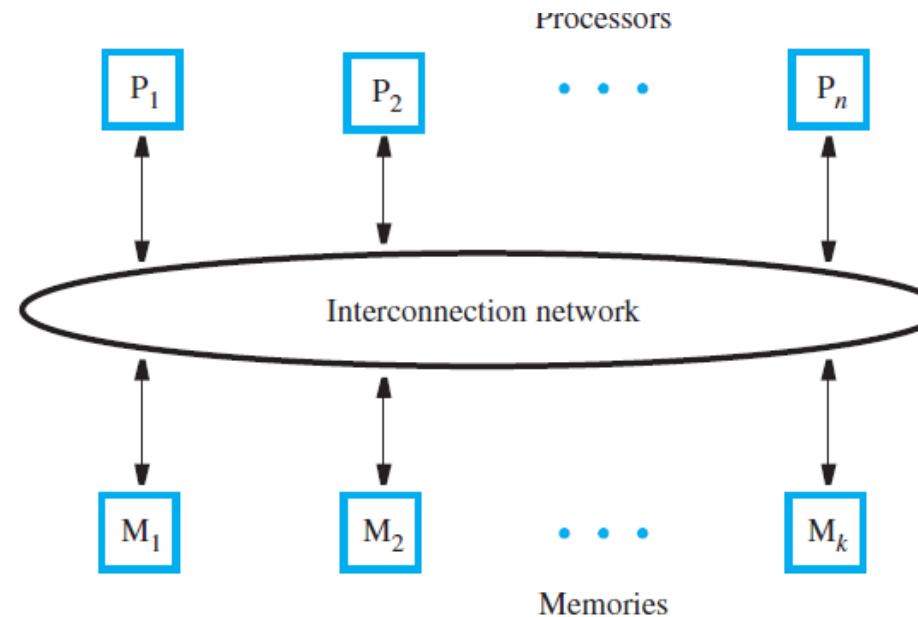 Processors
P1 P2 Pn
Interconnection network
M1 M2 Mk
Memories